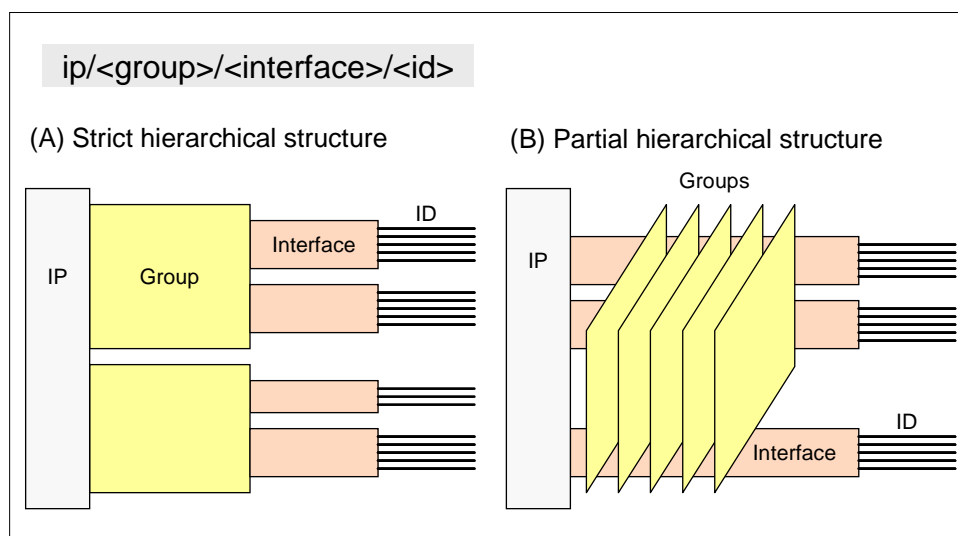 ip/<group>/<interface>/<id>
(A) Strict hierarchical structure
IP
Group
Interface
ID
(B) Partial hierarchical structure
Groups
IP
ID
Interface